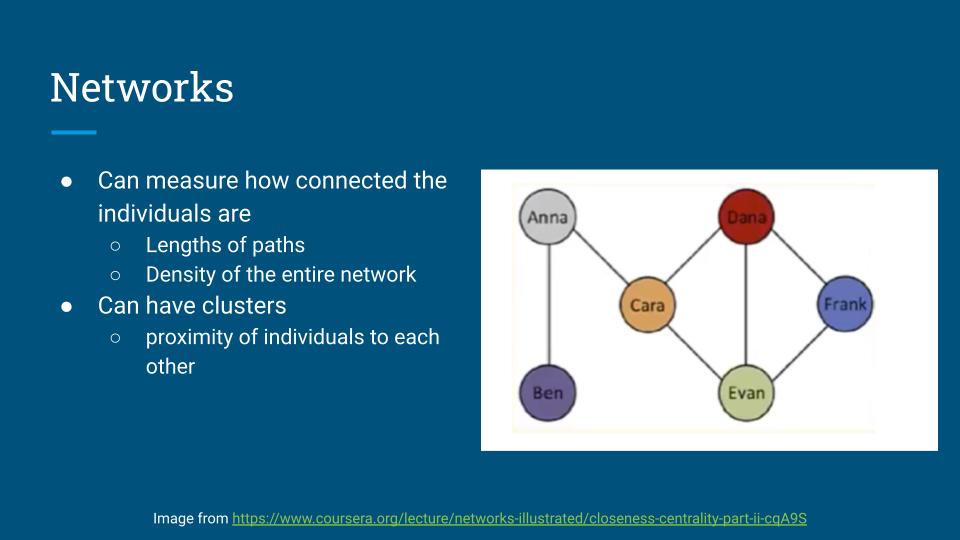 Networks
● Can measure how connected the
individuals are
○ Lengths of paths
○ Density of the entire network
● Can have clusters
○ proximity of individuals to each
other
Anna
Dana
Cara
Frank
Ben
Evan
Image from https://www.coursera.org/lecture/networks-illustrated/closeness-centrality-part-ii-cqA9S